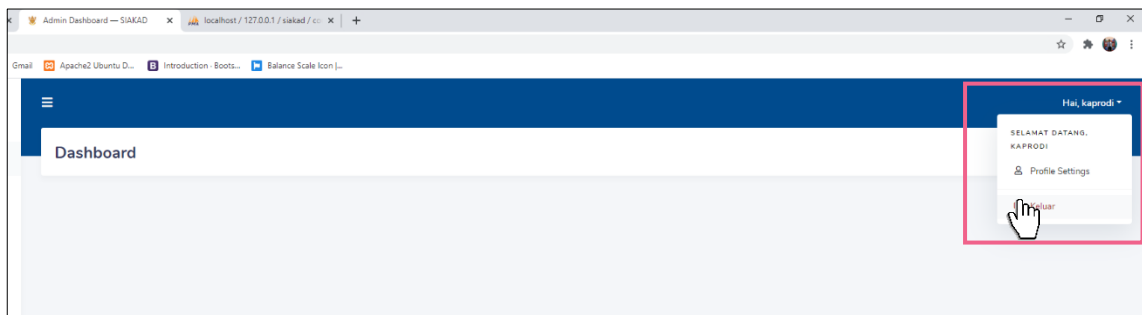 Admin Dashboard — SIAKAD
localhost / 127.0.0.1 / siakad / co
Gmail
Apache2 Ubuntu D...
Introduction · Boots...
Balance Scale Icon |...
Hai, kaprodi
SELAMAT DATANG,
KAPRODI
Dashboard
Profile Settings
Keluar